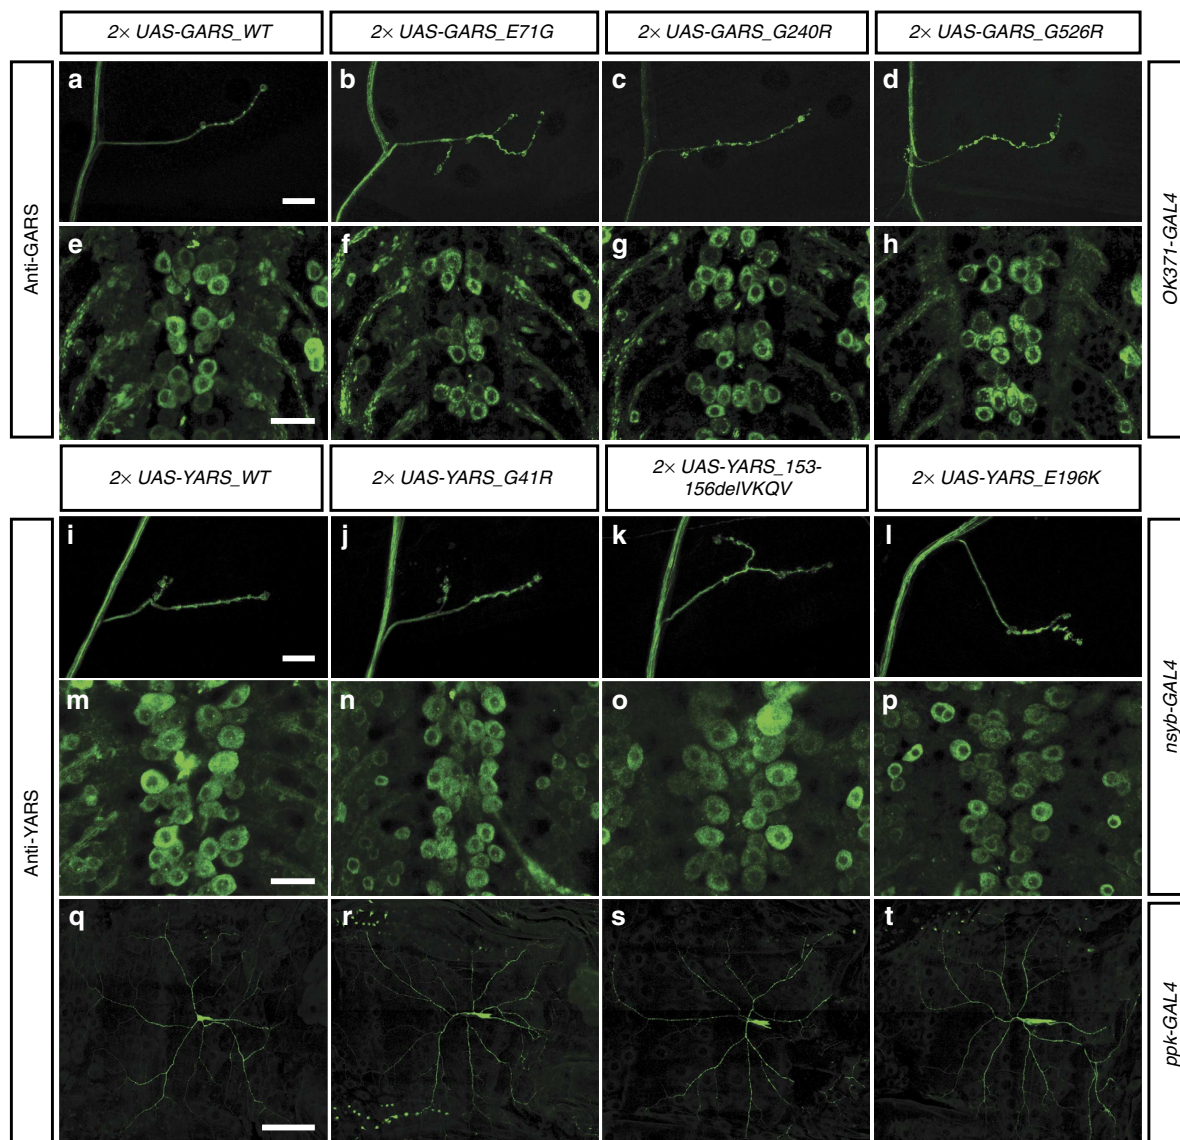 2× UAS-GARS_WT
2× UAS-GARS_E71G
2× UAS-GARS_G240R
2× UAS-GARS_G526R
Anti-GARS
a
b
c
d
OK371-GAL4
e
f
g
h
2× UAS-YARS_WT
2× UAS-YARS_G41R
2× UAS-YARS_153-
156delVKQV
2× UAS-YARS_E196K
Anti-YARS
i
j
k
l
nsyb-GAL4
m
n
o
p
q
r
s
t
ppk-GAL4